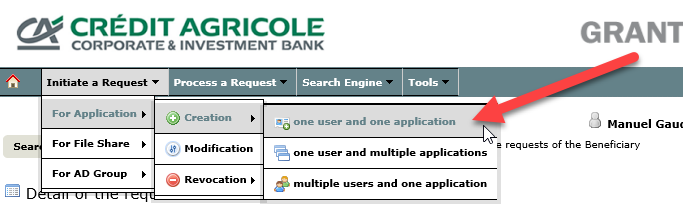 CRÉDIT AGRICOLE
CORPORATE & INVESTMENT BANK
GRANT
Initiate a Request
Process a Request
Search Engine
Tools
For Application
For File Share
For AD Group
Creation
Modification
Revocation
one user and one application
one user and multiple applications
multiple users and one application
Manuel Gaud
Sear
e requests of the Beneficiary
Detail of the requ